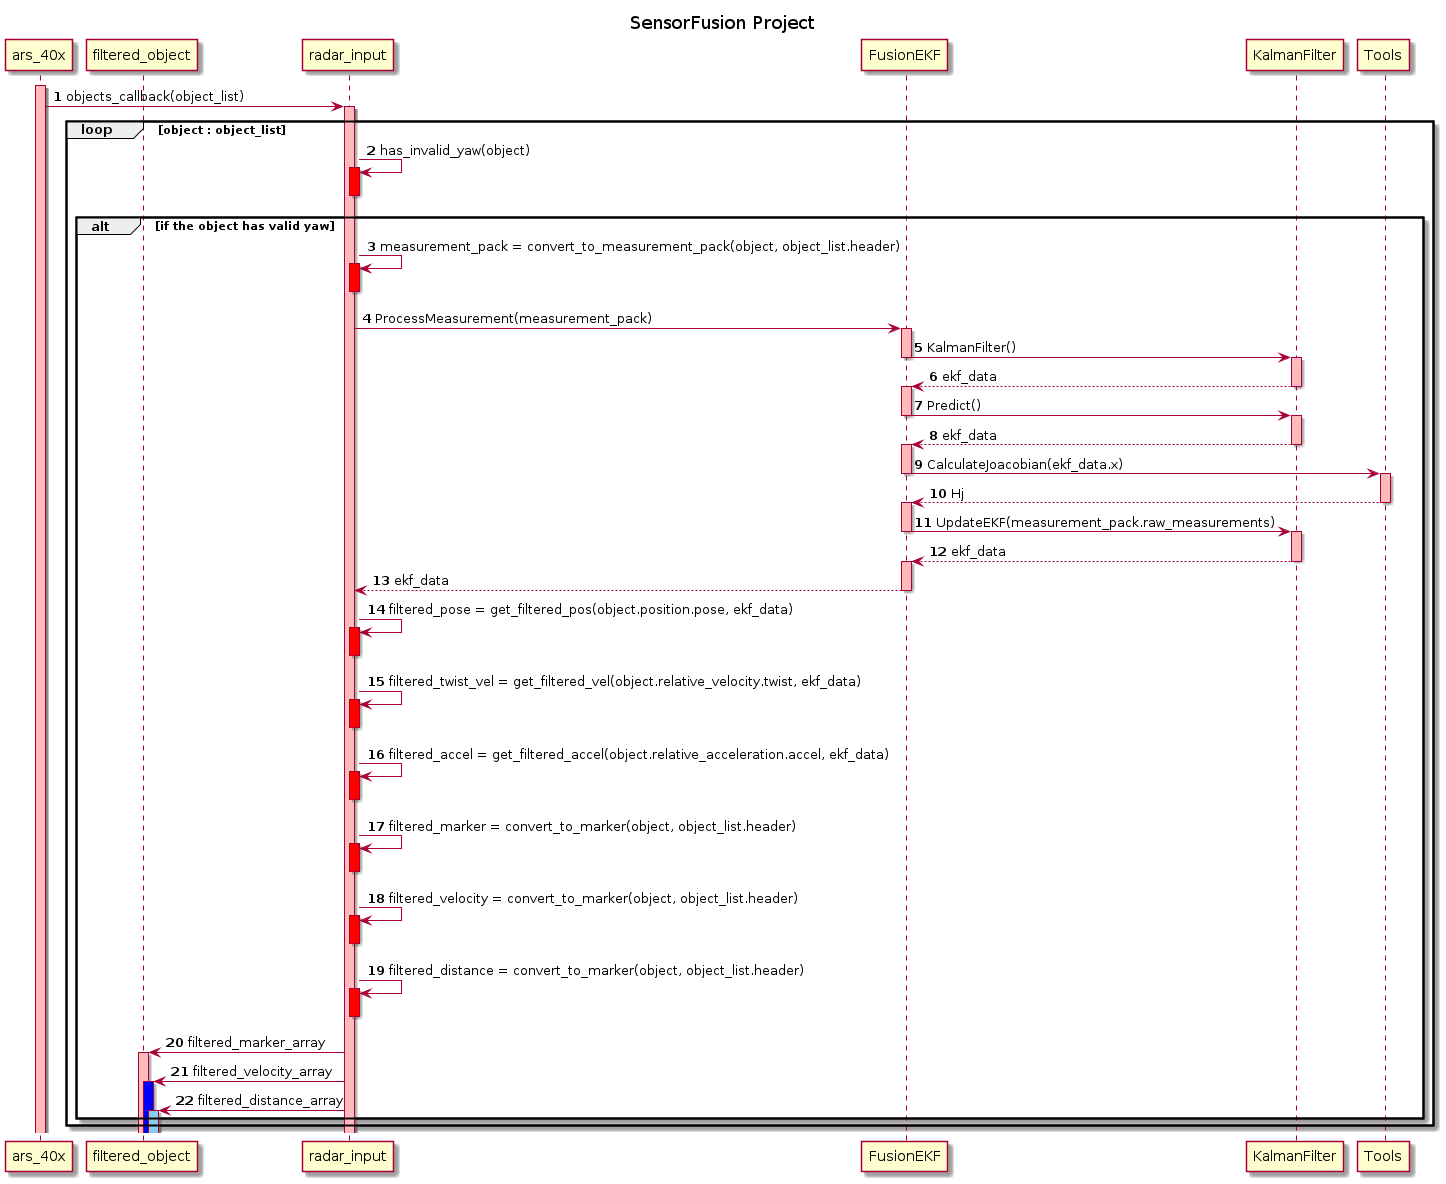 SensorFusion Project
ars_40x filtered_object radar_input FusionEKF KalmanFilter Tools
1 objects_callback(object_list)
loop [object : object_list]
2 has_invalid_yaw(object)
alt [if the object has valid yaw]
3 measurement_pack = convert_to_measurement_pack(object, object_list.header)
4 ProcessMeasurement(measurement_pack)
5 KalmanFilter()
6 ekf_data
7 Predict()
8 ekf_data
9 CalculateJoacobian(ekf_data.x)
10 Hj
11 UpdateEKF(measurement_pack.raw_measurements)
12 ekf_data
13 ekf_data
14 filtered_pose = get_filtered_pos(object.position.pose, ekf_data)
15 filtered_twist_vel = get_filtered_vel(object.relative_velocity.twist, ekf_data)
16 filtered_accel = get_filtered_accel(object.relative_acceleration.accel, ekf_data)
17 filtered_marker = convert_to_marker(object, object_list.header)
18 filtered_velocity = convert_to_marker(object, object_list.header)
19 filtered_distance = convert_to_marker(object, object_list.header)
20 filtered_marker_array
21 filtered_velocity_array
22 filtered_distance_array
ars_40x filtered_object radar_input FusionEKF KalmanFilter Tools